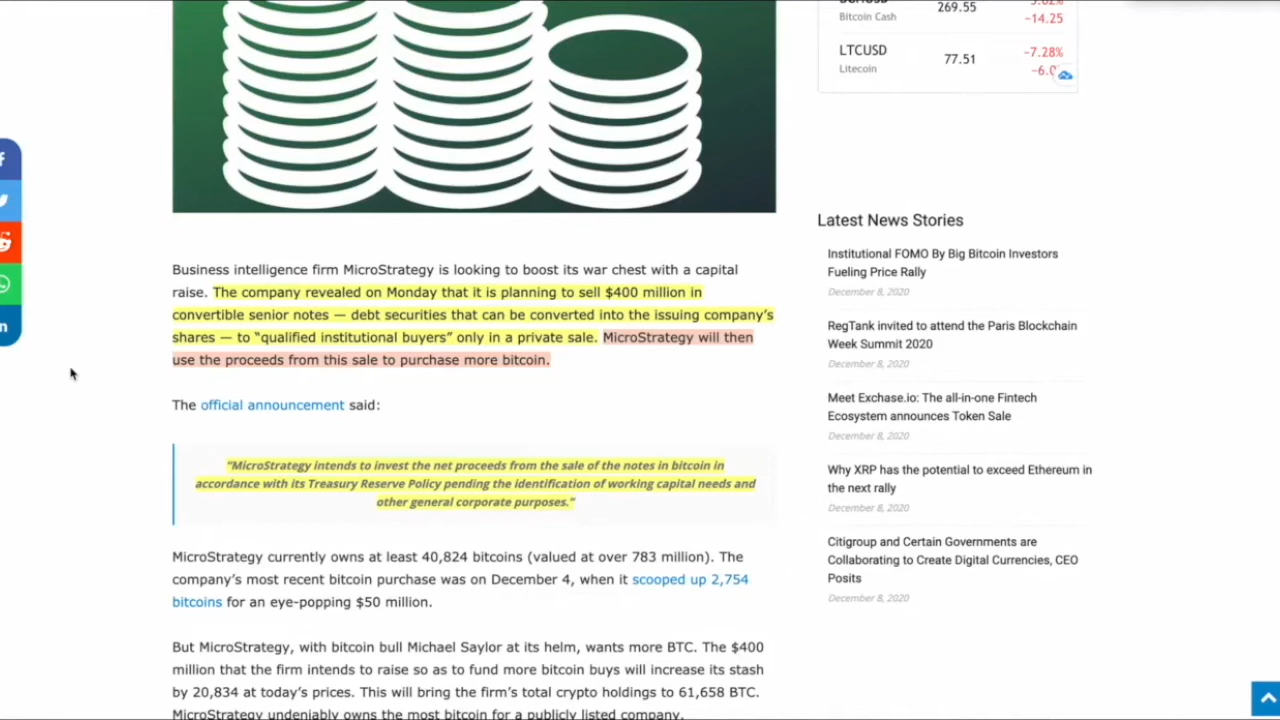 269.55
Bitcoin Cash
−14.25
LTCUSD
77.51
−7.28%
Litecoin
Business intelligence firm MicroStrategy is looking to boost its war chest with a capital
raise. The company revealed on Monday that it is planning to sell $400 million in
convertible senior notes — debt securities that can be converted into the issuing company’s
shares — to “qualified institutional buyers” only in a private sale. MicroStrategy will then
use the proceeds from this sale to purchase more bitcoin.
The official announcement said:
“MicroStrategy intends to invest the net proceeds from the sale of the notes in bitcoin in
accordance with its Treasury Reserve Policy pending the identification of working capital needs and
other general corporate purposes.”
MicroStrategy currently owns at least 40,824 bitcoins (valued at over 783 million). The
company’s most recent bitcoin purchase was on December 4, when it scooped up 2,754
bitcoins for an eye-popping $50 million.
But MicroStrategy, with bitcoin bull Michael Saylor at its helm, wants more BTC. The $400
million that the firm intends to raise so as to fund more bitcoin buys will increase its stash
by 20,834 at today’s prices. This will bring the firm’s total crypto holdings to 61,658 BTC.
MicroStrategy undeniably owns the most bitcoin for a publicly listed company.
Latest News Stories
Institutional FOMO By Big Bitcoin Investors
Fueling Price Rally
December 8, 2020
RegTank invited to attend the Paris Blockchain
Week Summit 2020
December 8, 2020
Meet Exchase.io: The all-in-one Fintech
Ecosystem announces Token Sale
December 8, 2020
Why XRP has the potential to exceed Ethereum in
the next rally
December 8, 2020
Citigroup and Certain Governments are
Collaborating to Create Digital Currencies, CEO
Posits
December 8, 2020